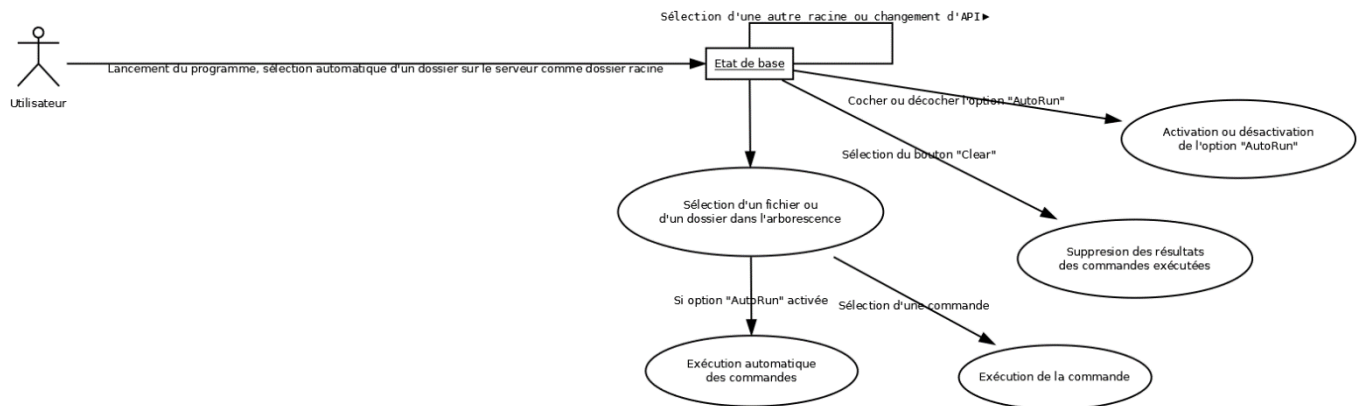 Sélection d'une autre racine ou changement d'API►
Lancement du programme, sélection automatique d'un dossier sur le serveur comme dossier racine
Etat de base
Utilisateur
Cocher ou décocher l'option "AutoRun"
Activation ou désactivation
de l'option "AutoRun"
Sélection du bouton "Clear"
Sélection d'un fichier ou
d'un dossier dans l'arborescence
Suppresion des résultats
des commandes exécutées
Si option "AutoRun" activée
Sélection d'une commande
Exécution automatique
des commandes
Exécution de la commande